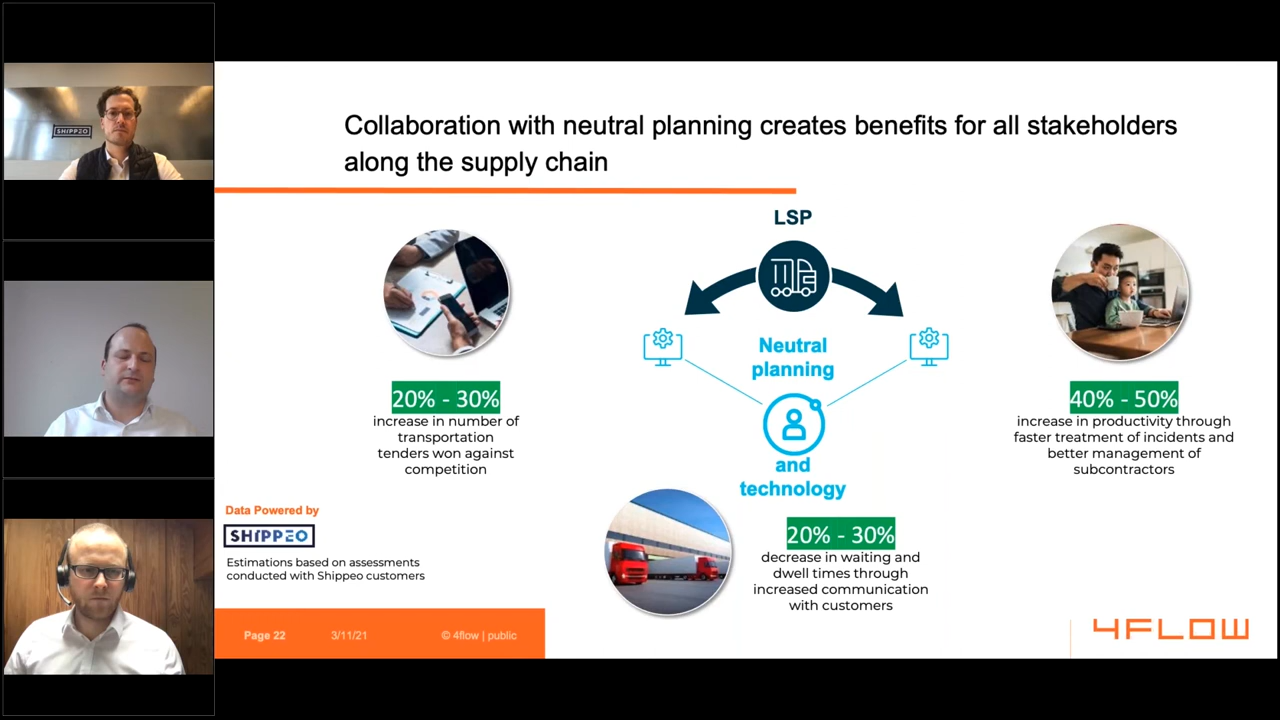 SHIPPEO
Collaboration with neutral planning creates benefits for all stakeholders
along the supply chain
LSP
Neutral
planning
and
technology
20% - 30%
increase in number of
transportation
tenders won against
competition
40% - 50%
increase in productivity through
faster treatment of incidents and
better management of
subcontractors
20% - 30%
decrease in waiting and
dwell times through
increased communication
with customers
Data Powered by
SHIPPEO
Estimations based on assessments
conducted with Shippeo customers
Page 22 3/11/21 © 4flow | public
4FLOW